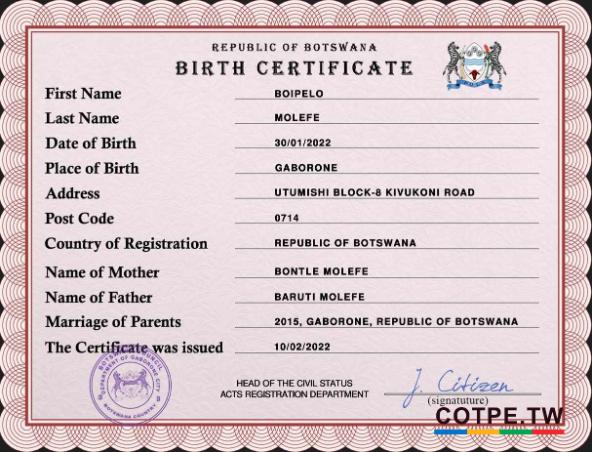 REPUBLIC OF BOTSWANA
BIRTH CERTIFICATE
First Name BOIPELO
Last Name MOLEFE
Date of Birth 30/01/2022
Place of Birth GABORONE
Address UTUMISHI BLOCK-8 KIVUKONI ROAD
Post Code 0714
Country of Registration REPUBLIC OF BOTSWANA
Name of Mother BONTLE MOLEFE
Name of Father BARUTI MOLEFE
Marriage of Parents 2015, GABORONE, REPUBLIC OF BOTSWANA
The Certificate was issued 10/02/2022
DEPARTMENT OF GABORONE CITY
BOTSWANA COUNTRY
HEAD OF THE CIVIL STATUS
ACTS REGISTRATION DEPARTMENT
J. Citizen
(signatuture)
COTPE.TW